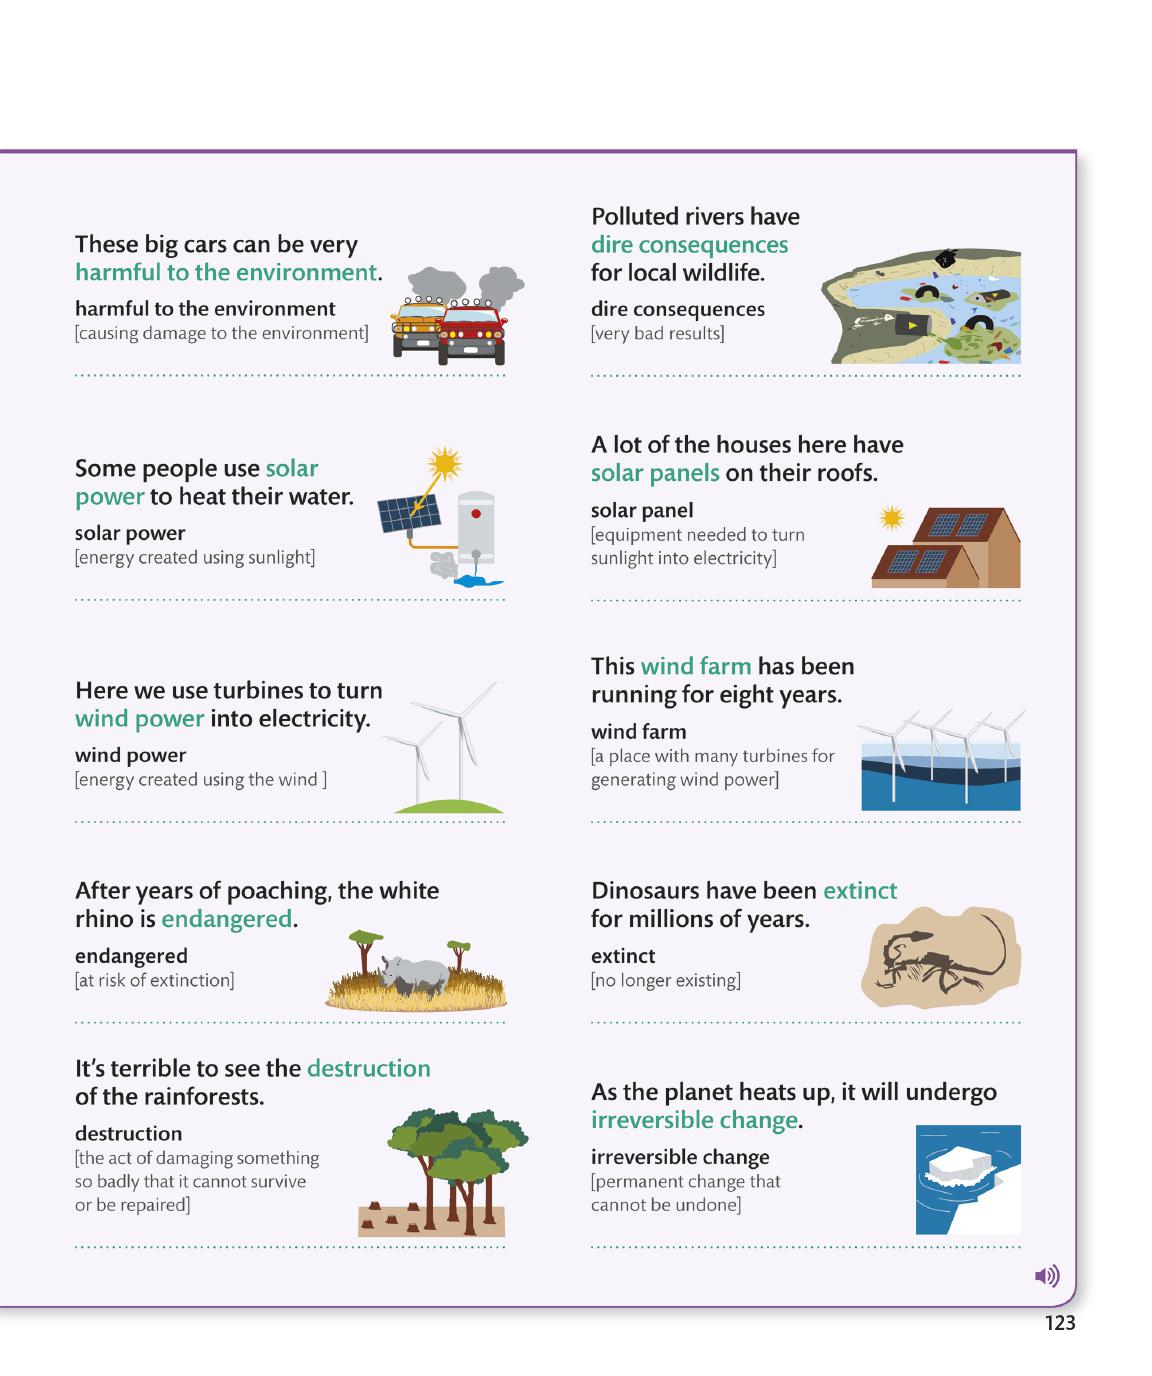 These big cars can be very
harmful to the environment.
harmful to the environment
[causing damage to the environment]
Polluted rivers have
dire consequences
for local wildlife.
dire consequences
[very bad results]
Some people use solar
power to heat their water.
solar power
[energy created using sunlight]
A lot of the houses here have
solar panels on their roofs.
solar panel
[equipment needed to turn
sunlight into electricity]
Here we use turbines to turn
wind power into electricity.
wind power
[energy created using the wind ]
This wind farm has been
running for eight years.
wind farm
[a place with many turbines for
generating wind power]
After years of poaching, the white
rhino is endangered.
endangered
[at risk of extinction]
Dinosaurs have been extinct
for millions of years.
extinct
[no longer existing]
It's terrible to see the destruction
of the rainforests.
destruction
[the act of damaging something
so badly that it cannot survive
or be repaired]
As the planet heats up, it will undergo
irreversible change.
irreversible change
[permanent change that
cannot be undone]
123